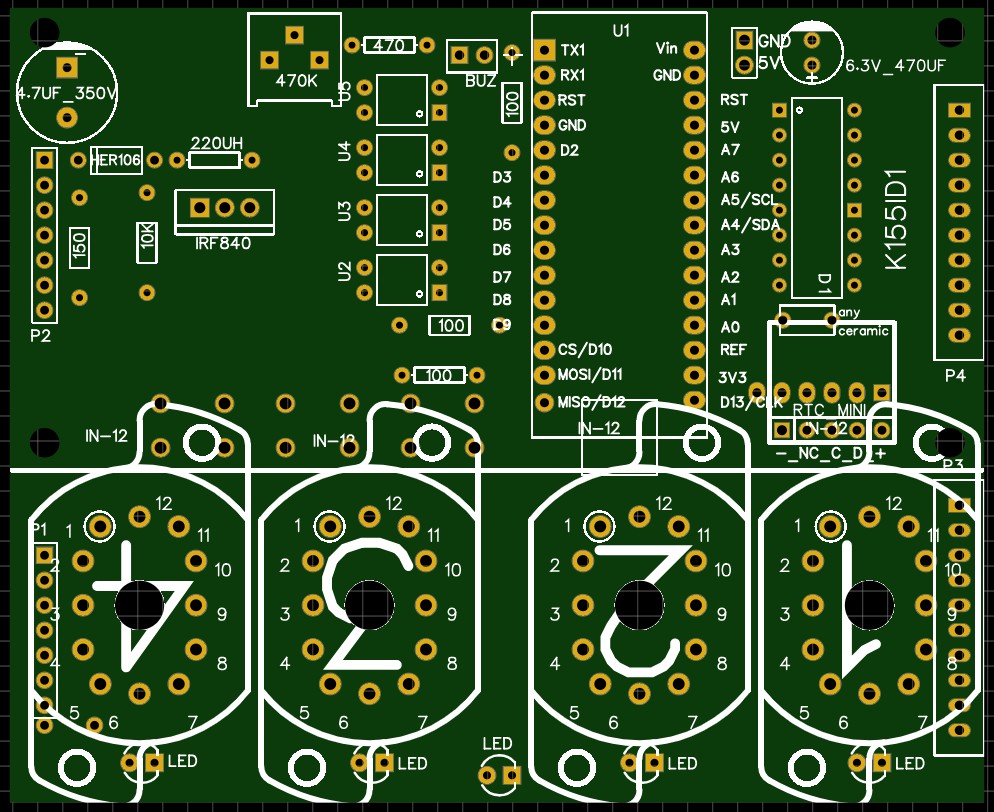 U1
470
TX1
Vin
GND
5V
470K
BUZ
6.3V_470UF
4.7UF_350V
U5
RX1
GND
RST
RST
100
GND
5V
220UH
U4
D2
A7
HER106
K155ID1
D3
A6
10K
150
U3
D4
A5/SCL
IRF840
D5
A4/SDA
D6
A3
U2
D7
A2
D1
D8
A1
100
D9
A0
any
ceramic
P2
CS/D10
REF
100
MOSI/D11
3V3
P4
MISO/D12
D13/CLK
RTC_MINI
IN-12
IN-12
IN-12
IN-12
-_NC_C_D_+
P3
P1
1
12
11
10
2
3
9
4
8
5
6
7
4
1
12
11
10
2
3
9
4
8
5
6
7
2
1
12
11
10
2
3
9
4
8
5
6
7
3
1
12
11
10
2
3
9
4
8
5
6
7
1
LED
LED
LED
LED
LED